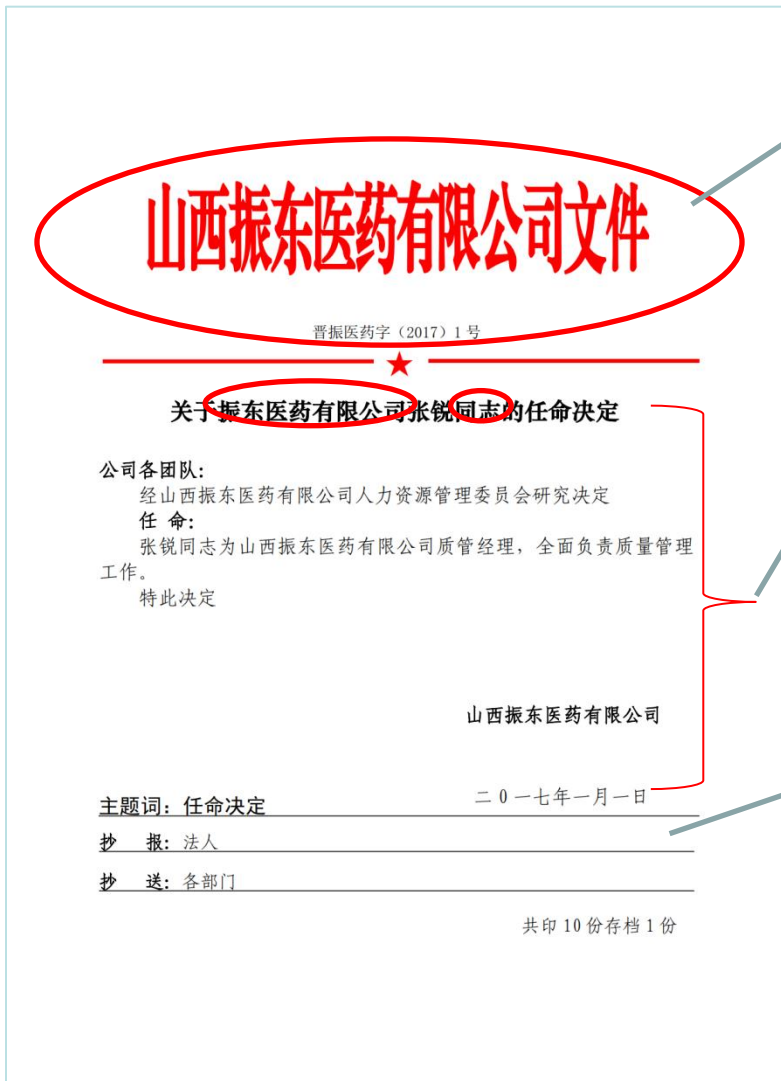 山西振东医药有限公司文件
晋振医药字（2017）1号
关于振东医药有限公司张锐同志的任命决定
公司各团队：
经山西振东医药有限公司人力资源管理委员会研究决定
任 命：
张锐同志为山西振东医药有限公司质管经理，全面负责质量管理
工作。
特此决定
山西振东医药有限公司
二0一七年一月一日
主题词：任命决定
抄 报：法人
抄 送：各部门
共印10份存档1份